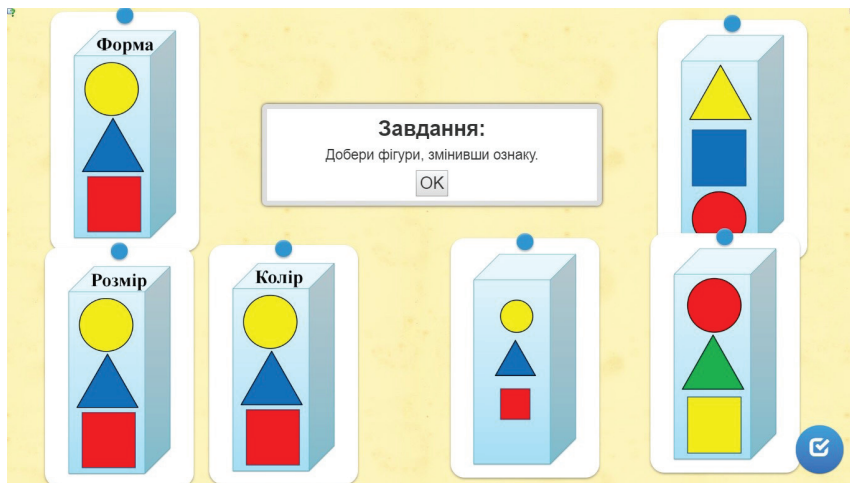 Форма
Завдання:
Добери фігури, змінивши ознаку.
OK
Розмір
Колір